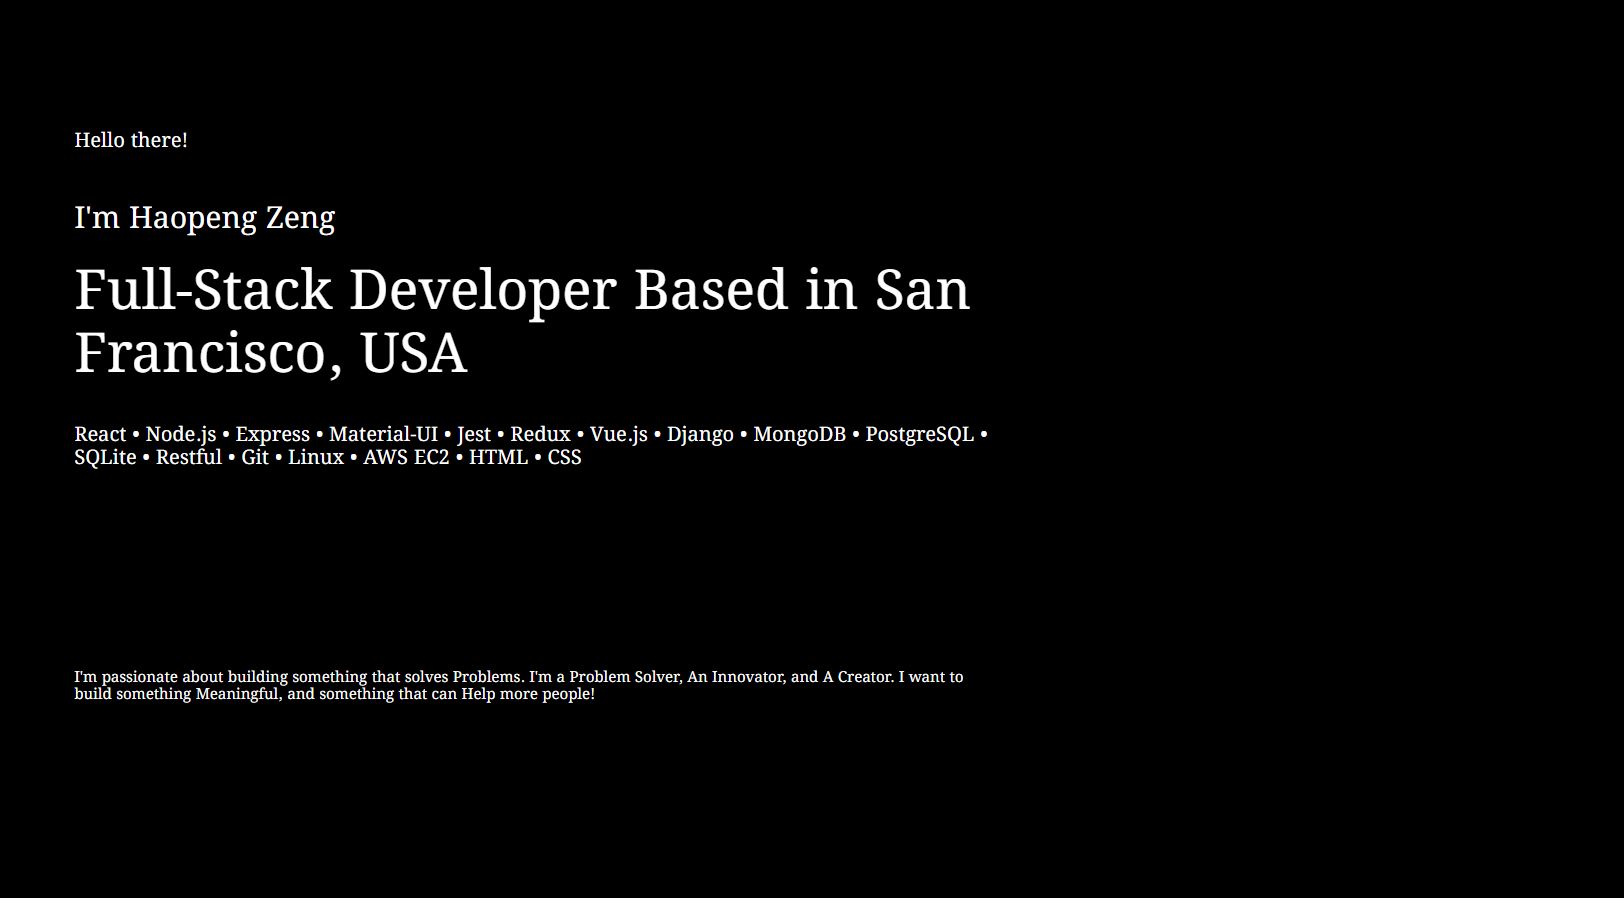 Hello there!
I'm Haopeng Zeng
Full-Stack Developer Based in San
Francisco, USA
React • Node.js • Express • Material-UI • Jest • Redux • Vue.js • Django • MongoDB • PostgreSQL •
SQLite • Restful • Git • Linux • AWS EC2 • HTML • CSS
I'm passionate about building something that solves Problems. I'm a Problem Solver, An Innovator, and A Creator. I want to
build something Meaningful, and something that can Help more people!